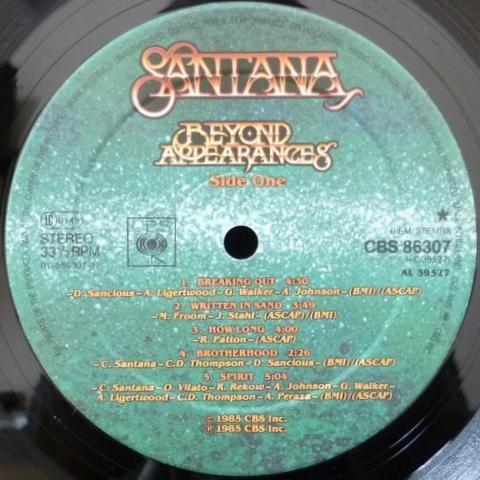 SANTANA
BEYOND
APPEARANCES
Side One
STEREO
33⅓ RPM
BIEM/STEMRA
CBS 86307
AL 39527
1. BREAKING OUT 4:30
-D. Sancious-A. Ligertwood-G. Walker-A. Johnson-(BMI)/(ASCAP)
2. WRITTEN IN SAND 3:49
-M. Froom-J. Stahl-(ASCAP)/(BMI)
3. HOW LONG 4:00
-R. Patton-(ASCAP)
4. BROTHERHOOD 2:26
-C. Santana-C.D. Thompson-D. Sancious-(BMI)/(ASCAP)
5. SPIRIT 5:04
-C. Santana-O. Vilato-R. Rekow-A. Johnson-G. Walker-
A. Ligertwood-C.D. Thompson-A. Peraza-(BMI)/(ASCAP)
© 1985 CBS Inc.
℗ 1985 CBS Inc.